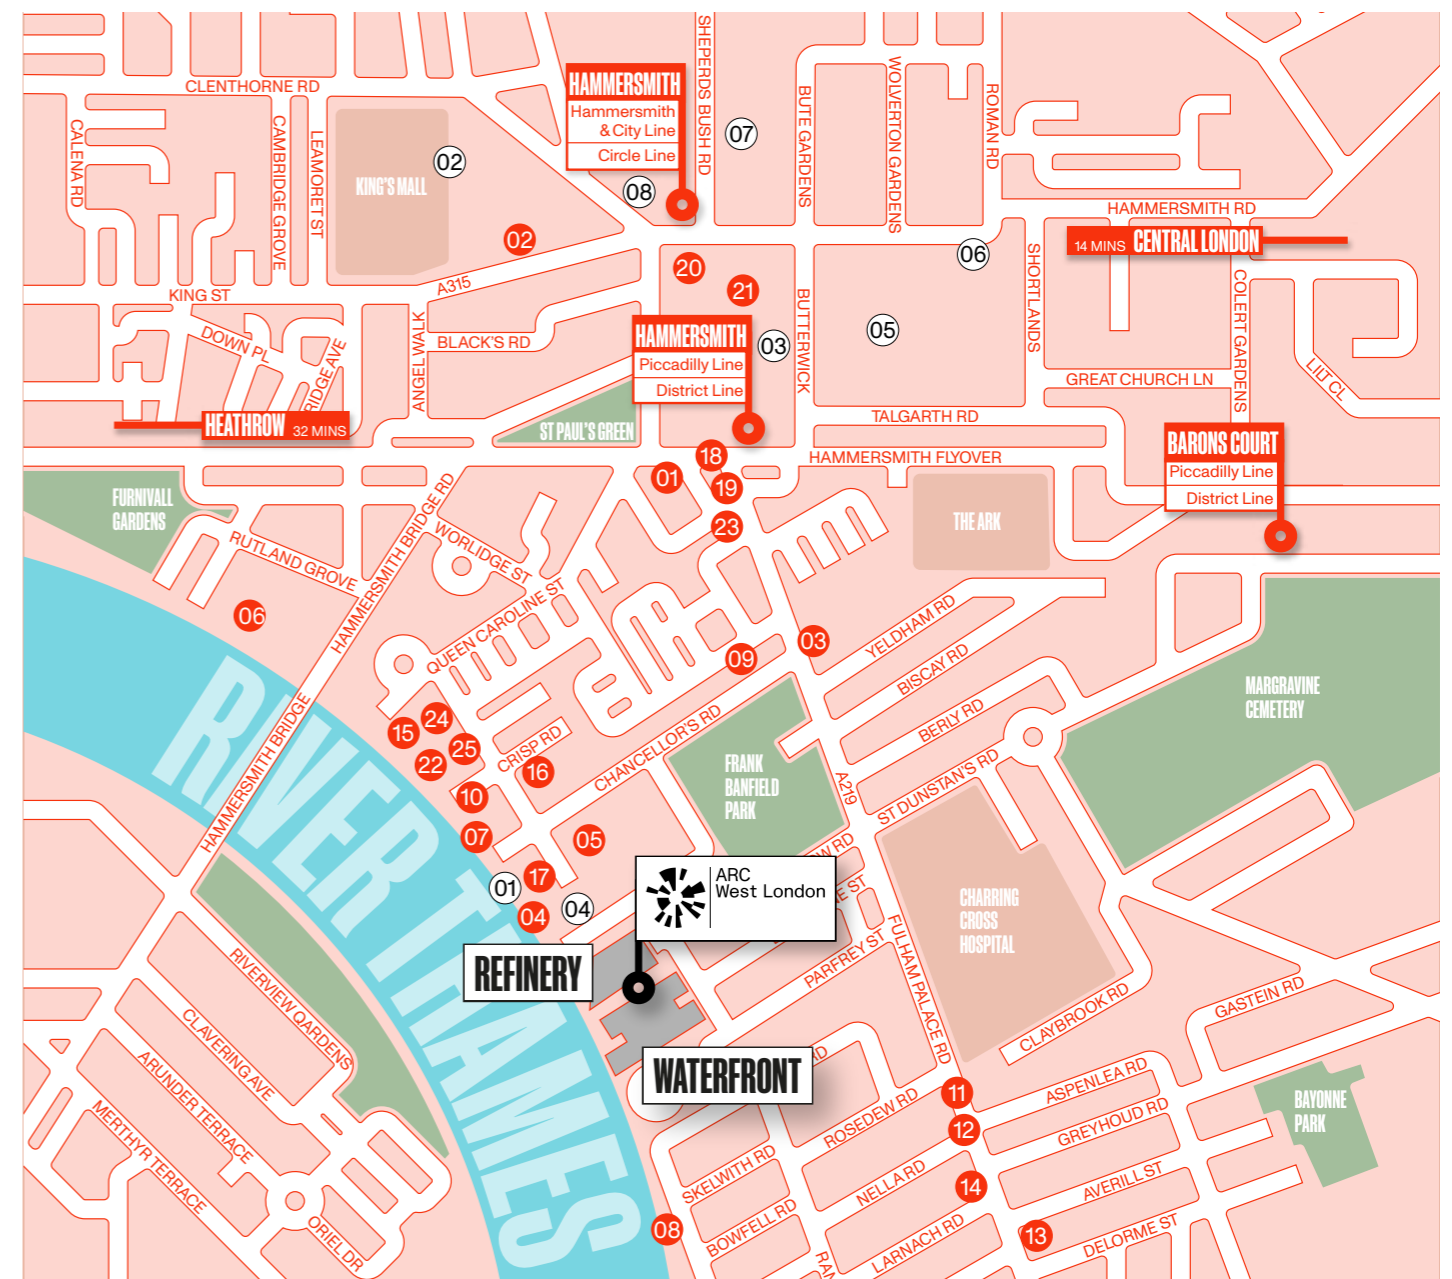 SHEPERDS BUSH RD
HAMMERSMITH
Hammersmith
& City Line
Circle Line
CLENTHORNE RD
BUTE GARDENS
WOLVERTON GARDENS
ROMAN RD
CALENA RD
CAMBRIDGE GROVE
LEAMORET ST
KING'S MALL
02
07
08
HAMMERSMITH RD
14 MINS CENTRAL LONDON
02
06
A315
KING ST
20
21
SHORTLANDS
COLERT GARDENS
DOWN PL
RIDGE AVE
ANGEL WALK
BLACK'S RD
HAMMERSMITH
Piccadilly Line
District Line
03
BUTTERWICK
05
GREAT CHURCH LN
LILT CL
HEATHROW 32 MINS
ST PAUL'S GREEN
TALGARTH RD
HAMMERSMITH FLYOVER
BARONS COURT
Piccadilly Line
District Line
18
01
19
23
FURNIVALL
GARDENS
THE ARK
RUTLAND GROVE
HAMMERSMITH BRIDGE RD
WORLIDGE ST
QUEEN CAROLINE ST
06
09
03
YELDHAM RD
BISCAY RD
BERLY RD
MARGRAVINE
CEMETERY
HAMMERSMITH BRIDGE
RIVER THAMES
15
24
25
22
CRISP RD
16
CHANCELLOR'S RD
FRANK
BANFIELD
PARK
A219
ST DUNSTAN'S RD
10
07
05
01
17
04
04
OW RD
E ST
ARC
West London
CHARRING
CROSS
HOSPITAL
FULHAM PALACE RD
PARFREY ST
REFINERY
WATERFRONT
RD
CLAYBROOK RD
GASTEIN RD
RIVERVIEW QARDENS
CLAVERING AVE
ARUNDER TERRACE
MERTHYR TERRACE
ORIEL DR
ROSEDEW RD
11
12
ASPENLEA RD
GREYHOUD RD
BAYONNE
PARK
SKELWITH RD
NELLA RD
14
AVERILL ST
08
BOWFELL RD
RAN
LARNACH RD
13
DELORME ST